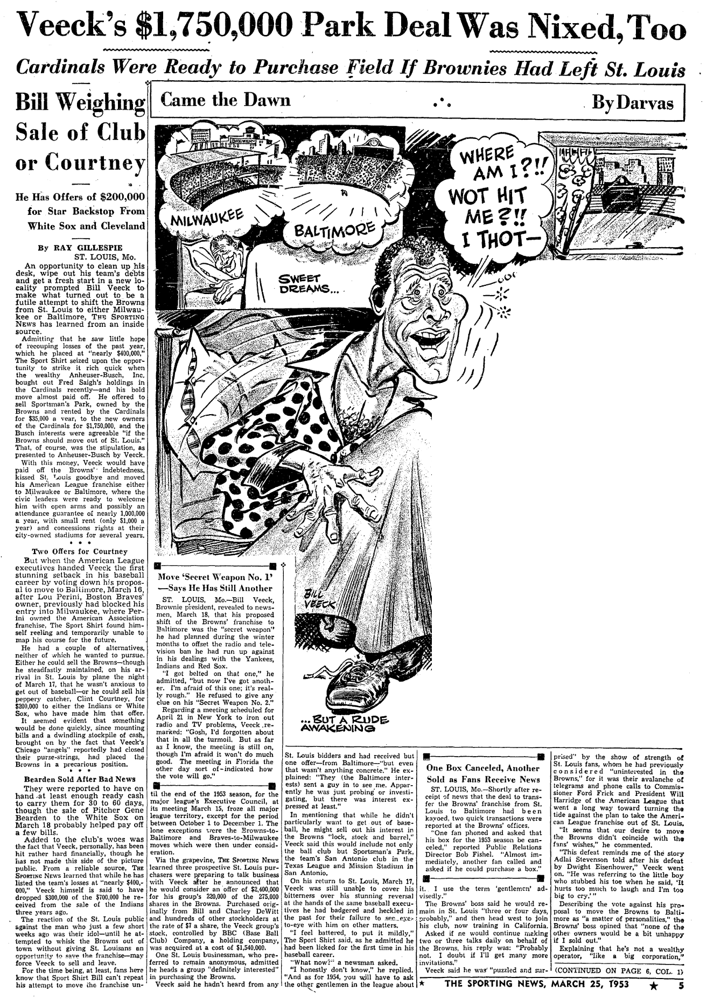 Veeck's $1,750,000 Park Deal Was Nixed, Too
Cardinals Were Ready to Purchase Field If Brownies Had Left St. Louis
Bill Weighing
Sale of Club
or Courtney
He Has Offers of $200,000
for Star Backstop From
White Sox and Cleveland
By RAY GILLESPIE
ST. LOUIS, Mo.
An opportunity to clean up his
desk, wipe out his team's debts
and get a fresh start in a new lo-
cality prompted Bill Veeck to
make what turned out to be a
futile attempt to shift the Browns
from St. Louis to either Milwau-
kee or Baltimore, THE SPORTING
NEWS has learned from an inside
source.
Admitting that he saw little hope
of recouping losses of the past year,
which he placed at "nearly $400,000,"
The Sport Shirt seized upon the oppor-
tunity to strike it rich quick when
the wealthy Anheuser-Busch, Inc.
bought out Fred Saigh's holdings in
the Cardinals recently—and his bold
move almost paid off. He offered to
sell Sportsman's Park, owned by the
Browns and rented by the Cardinals
for $35,000 a year, to the new owners
of the Cardinals for $1,750,000, and the
Busch interests were agreeable "if the
Browns should move out of St. Louis."
That, of course, was the stipulation, as
presented to Anheuser-Busch by Veeck.
With this money, Veeck would have
paid off the Browns' indebtedness,
kissed St. Louis goodbye and moved
his American League franchise either
to Milwaukee or Baltimore, where the
civic leaders were ready to welcome
him with open arms and possibly an
attendance guarantee of nearly 1,000,000
a year, with small rent (only $1,000 a
year) and concessions rights at their
city-owned stadiums for several years.
* * *
Two Offers for Courtney
But when the American League
executives handed Veeck the first
stunning setback in his baseball
career by voting down his propos-
al to move to Baltimore, March 16,
after Lou Perini, Boston Braves'
owner, previously had blocked his
entry into Milwaukee, where Per-
ini owned the American Association
franchise, The Sport Shirt found him-
self reeling and temporarily unable to
map his course for the future.
He had a couple of alternatives,
neither of which he wanted to pursue.
Either he could sell the Browns—though
he steadfastly maintained, on his ar-
rival in St. Louis by plane the night
of March 17, that he wasn't anxious to
get out of baseball—or he could sell his
peppery catcher, Clint Courtney, for
$200,000 to either the Indians or White
Sox, who have made him that offer.
It seemed evident that something
would be done quickly, since mounting
bills and a dwindling stockpile of cash,
brought on by the fact that Veeck's
Chicago "angels" reportedly had closed
their purse-strings, had placed the
Browns in a precarious position.
* * *
Bearden Sold After Bad News
They were reported to have on
hand at least enough ready cash
to carry them for 30 to 60 days,
though the sale of Pitcher Gene
Bearden to the White Sox on
March 18 probably helped pay off
a few bills.
Added to the club's woes was
the fact that Veeck, personally, has been
hit rather hard financially, though he
has not made this side of the picture
public. From a reliable source, THE
SPORTING NEWS learned that while he has
listed the team's losses at "nearly $400,-
000," Veeck himself is said to have
dropped $300,000 of the $700,000 he re-
ceived from the sale of the Indians
three years ago.
The reaction of the St. Louis public
against the man who just a few short
weeks ago was their idol—until he at-
tempted to whisk the Browns out of
town without giving St. Louisans an
opportunity to save the franchise—may
force Veeck to sell and leave.
For the time being, at least, fans here
know that Sport Shirt Bill can't repeat
his attempt to move the franchise un-
Came the Dawn By Darvas
BREWERY
MILWAUKEE
BALTIMORE
SWEET
DREAMS...
WHERE
AM I?!!
WOT HIT
ME?!!
I THOT—
BILL
VEECK
...BUT A RUDE
AWAKENING
Move 'Secret Weapon No. 1'
—Says He Has Still Another
ST. LOUIS, Mo.—Bill Veeck,
Brownie president, revealed to news-
men, March 18, that his proposed
shift of the Browns' franchise to
Baltimore was the "secret weapon"
he had planned during the winter
months to offset the radio and tele-
vision ban he had run up against
in his dealings with the Yankees,
Indians and Red Sox.
"I got belted on that one," he
admitted, "but now I've got anoth-
er. I'm afraid of this one; it's real-
ly rough." He refused to give any
clue on his "Secret Weapon No. 2."
Regarding a meeting scheduled for
April 21 in New York to iron out
radio and TV problems, Veeck re-
marked: "Gosh, I'd forgotten about
that in all the turmoil. But as far
as I know, the meeting is still on,
though I'm afraid it won't do much
good. The meeting in Florida the
other day sort of indicated how
the vote will go."
til the end of the 1953 season, for the
major league's Executive Council, at
its meeting March 15, froze all major
league territory, except for the period
between October 1 to December 1. The
lone exceptions were the Browns-to-
Baltimore and Braves-to-Milwaukee
moves which were then under consid-
eration.
Via the grapevine, THE SPORTING NEWS
learned three prospective St. Louis pur-
chasers were preparing to talk business
with Veeck after he announced that
he would consider an offer of $2,400,000
for his group's 220,000 of the 275,000
shares in the Browns. Purchased orig-
inally from Bill and Charley DeWitt
and hundreds of other stockholders at
the rate of $7 a share, the Veeck group's
stock, controlled by BBC (Base Ball
Club) Company, a holding company,
was acquired at a cost of $1,540,000.
One St. Louis businessman, who pre-
ferred to remain anonymous, admitted
he heads a group "definitely interested"
in purchasing the Browns.
Veeck said he hadn't heard from any
St. Louis bidders and had received but
one offer—from Baltimore—"but even
that wasn't anything concrete." He ex-
plained: "They (the Baltimore inter-
ests) sent a guy in to see me. Appar-
ently he was just probing or investi-
gating, but there was interest ex-
pressed at least."
In mentioning that while he didn't
particularly want to get out of base-
ball, he might sell out his interest in
the Browns "lock, stock and barrel,"
Veeck said this would include not only
the ball club but Sportsman's Park,
the team's San Antonio club in the
Texas League and Mission Stadium in
San Antonio.
On his return to St. Louis, March 17,
Veeck was still unable to cover his
bitterness over his stunning reversal
at the hands of the same baseball execu-
tives he had badgered and heckled in
the past for their failure to see eye-
to-eye with him on other matters.
"I feel battered, to put it mildly,"
The Sport Shirt said, as he admitted he
had been licked for the first time in his
baseball career.
"What now?" a newsman asked.
"I honestly don't know," he replied.
"And as for 1954, you will have to ask
the other gentlemen in the league about
One Box Canceled, Another
Sold as Fans Receive News
ST. LOUIS, Mo.—Shortly after re-
ceipt of news that the deal to trans-
fer the Browns' franchise from St.
Louis to Baltimore had been
kayoed, two quick transactions were
reported at the Browns' offices.
"One fan phoned and asked that
his box for the 1953 season be can-
celed," reported Public Relations
Director Bob Fishel. "Almost im-
mediately, another fan called and
asked if he could purchase a box."
it. I use the term 'gentlemen' ad-
visedly."
The Browns' boss said he would re-
main in St. Louis "three or four days,
probably," and then head west to join
his club, now training in California.
Asked if he would continue making
two or three talks daily on behalf of
the Browns, his reply was: "Probably
not. I doubt if I'll get many more
invitations."
Veeck said he was "puzzled and sur-
prised" by the show of strength of
St. Louis fans, whom he had previously
considered "uninterested in the
Browns," for it was their avalanche of
telegrams and phone calls to Commis-
sioner Ford Frick and President Will
Harridge of the American League that
went a long way toward turning the
tide against the plan to take the Ameri-
can League franchise out of St. Louis.
"It seems that our desire to move
the Browns didn't coincide with the
fans' wishes," he commented.
"This defeat reminds me of the story
Adlai Stevenson told after his defeat
by Dwight Eisenhower," Veeck went
on. "He was referring to the little boy
who stubbed his toe when he said, 'It
hurts too much to laugh and I'm too
big to cry.'"
Describing the vote against his pro-
posal to move the Browns to Balti-
more as "a matter of personalities," the
Browns' boss opined that "none of the
other owners would be a bit unhappy
if I sold out."
Explaining that he's not a wealthy
operator, "like a big corporation,"
(CONTINUED ON PAGE 6, COL. 1)
★ THE SPORTING NEWS, MARCH 25, 1953 ★ 5